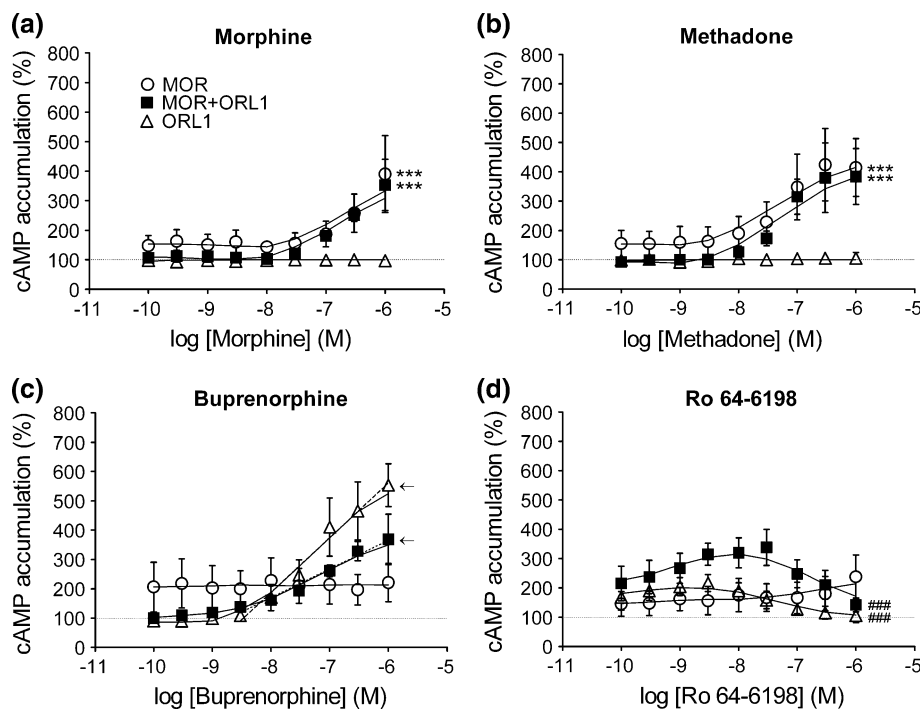 (a) Morphine
cAMP accumulation (%)
800
700
600
500
400
300
200
100
0
MOR
MOR+ORL1
ORL1
***
***
-11 -10 -9 -8 -7 -6 -5
log [Morphine] (M)
(b) Methadone
cAMP accumulation (%)
800
700
600
500
400
300
200
100
0
***
***
-11 -10 -9 -8 -7 -6 -5
log [Methadone] (M)
(c) Buprenorphine
cAMP accumulation (%)
800
700
600
500
400
300
200
100
0
←
←
-11 -10 -9 -8 -7 -6 -5
log [Buprenorphine] (M)
(d) Ro 64-6198
cAMP accumulation (%)
800
700
600
500
400
300
200
100
0
###
###
-11 -10 -9 -8 -7 -6 -5
log [Ro 64-6198] (M)